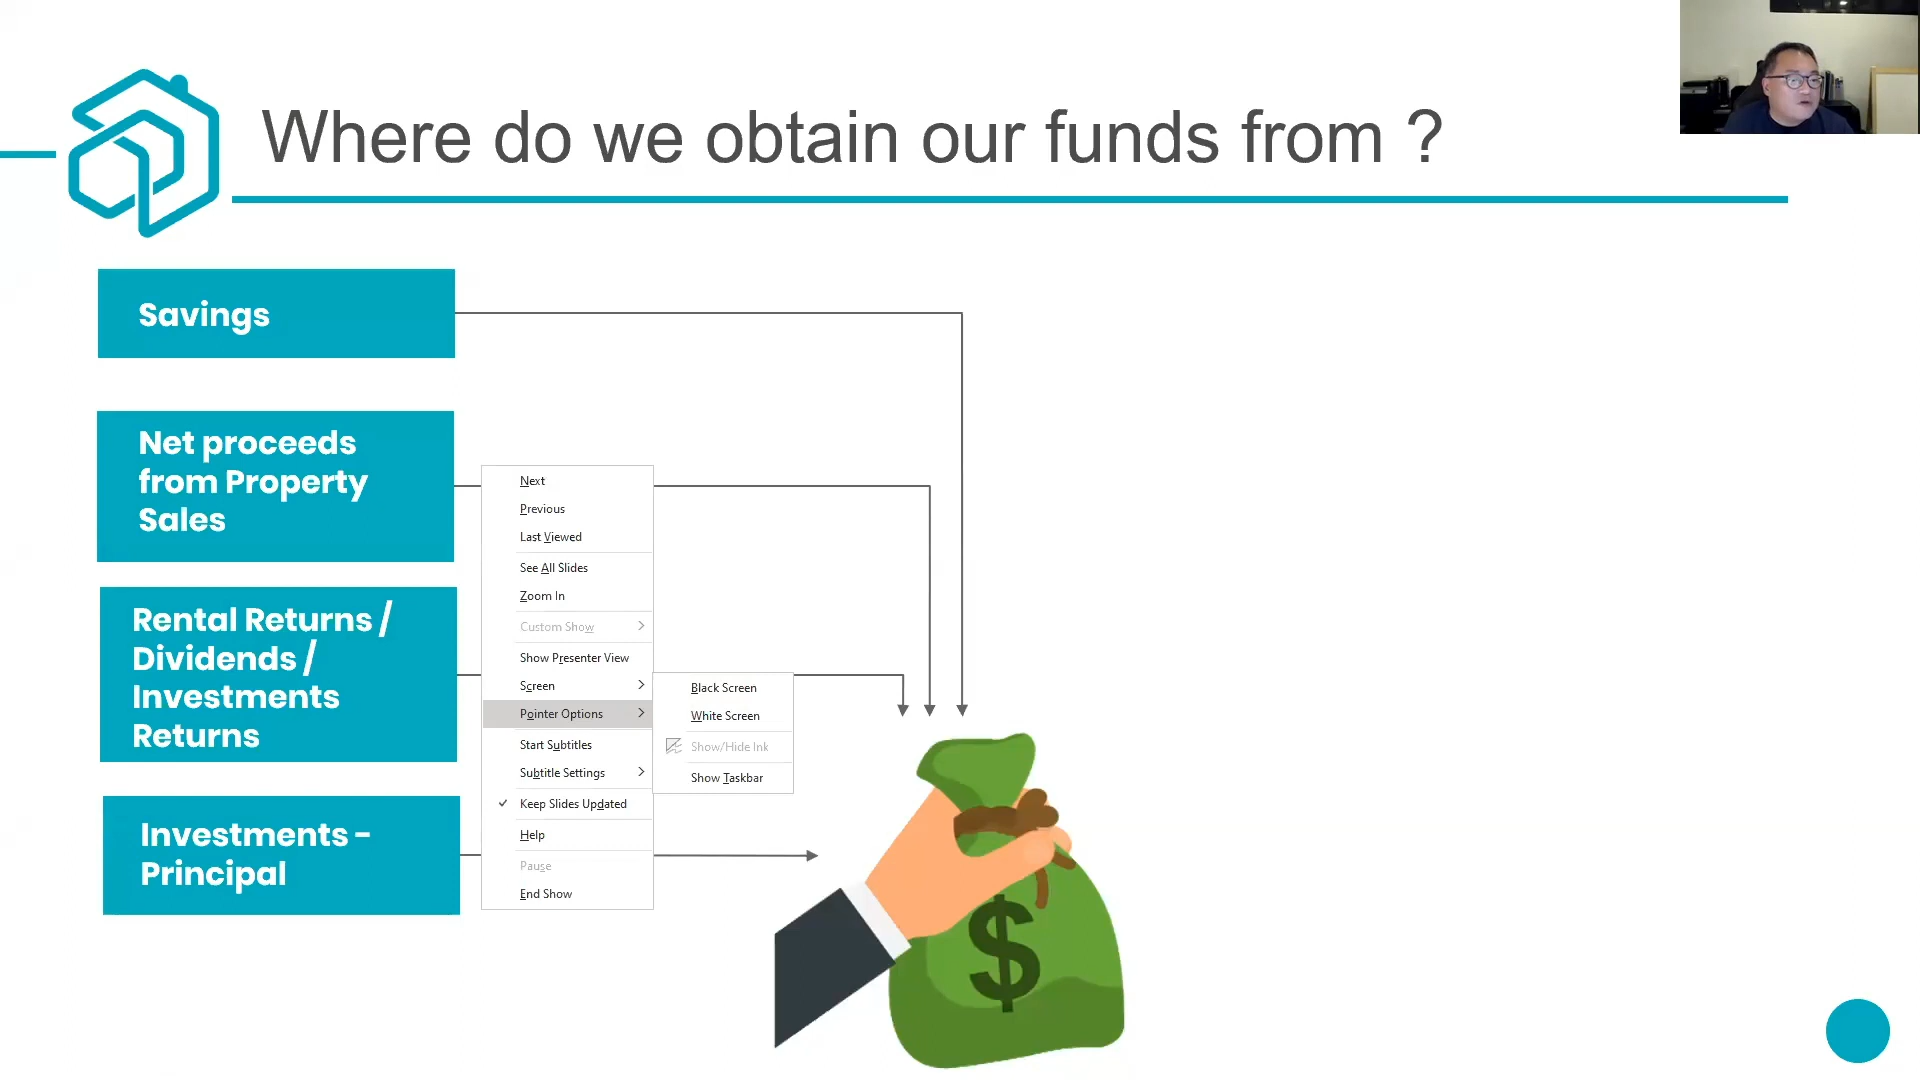 Where do we obtain our funds from ?
Savings
Net proceeds
from Property
Sales
Rental Returns /
Dividends /
Investments
Returns
Investments -
Principal
Next
Previous
Last Viewed
See All Slides
Zoom In
Custom Show
Show Presenter View
Screen
Pointer Options
Start Subtitles
Subtitle Settings
Keep Slides Updated
Help
Pause
End Show
Black Screen
White Screen
Show/Hide Ink
Show Taskbar
$